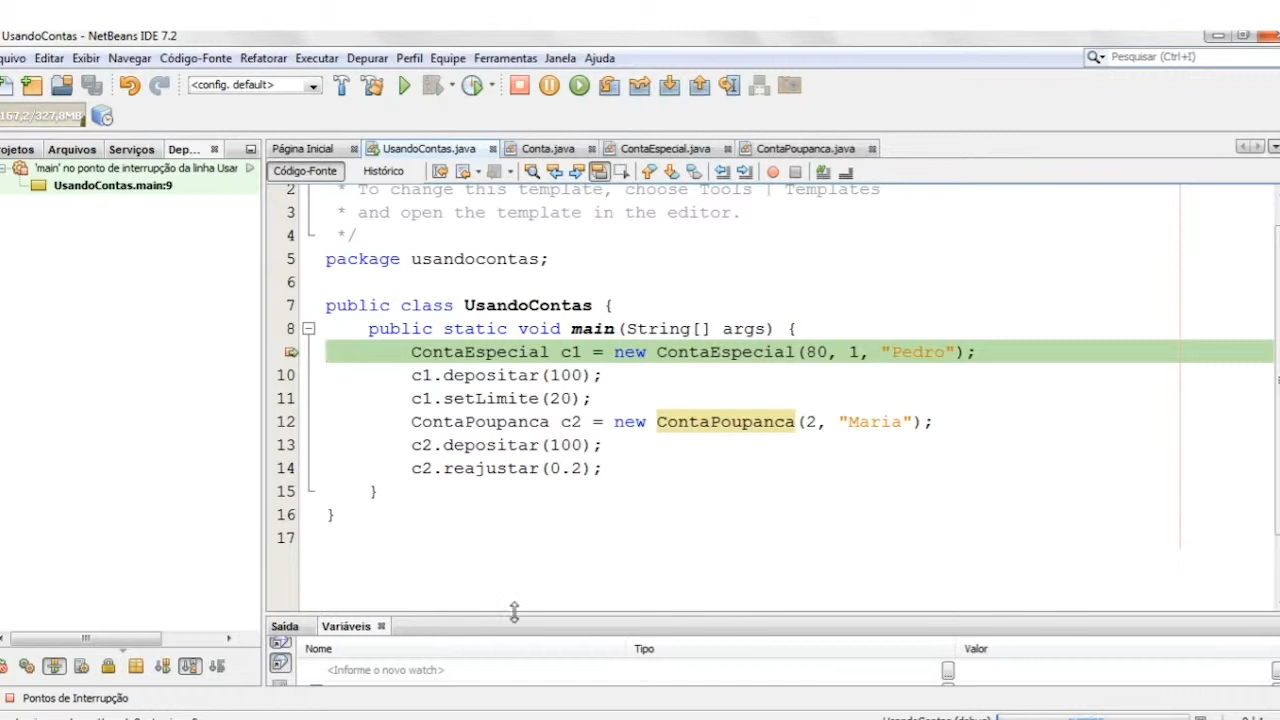 UsandoContas - NetBeans IDE 7.2
quivo Editar Exibir Navegar Código-Fonte Refatorar Executar Depurar Perfil Equipe Ferramentas Janela Ajuda
Pesquisar (Ctrl+I)
<config. default>
167,2/327,8MB
ojetos Arquivos Serviços Dep...
Página Inicial UsandoContas.java Conta.java ContaEspecial.java ContaPoupanca.java
'main' no ponto de interrupção da linha Usar
UsandoContas.main:9
Código-Fonte Histórico
2 * To change this template, choose Tools | Templates
3 * and open the template in the editor.
4 */
5 package usandocontas;
6
7 public class UsandoContas {
8 public static void main(String[] args) {
ContaEspecial c1 = new ContaEspecial(80, 1, "Pedro");
10 c1.depositar(100);
11 c1.setLimite(20);
12 ContaPoupanca c2 = new ContaPoupanca(2, "Maria");
13 c2.depositar(100);
14 c2.reajustar(0.2);
15 }
16 }
17
Saída Variáveis
Nome Tipo Valor
<Informe o novo watch>
Pontos de Interrupção